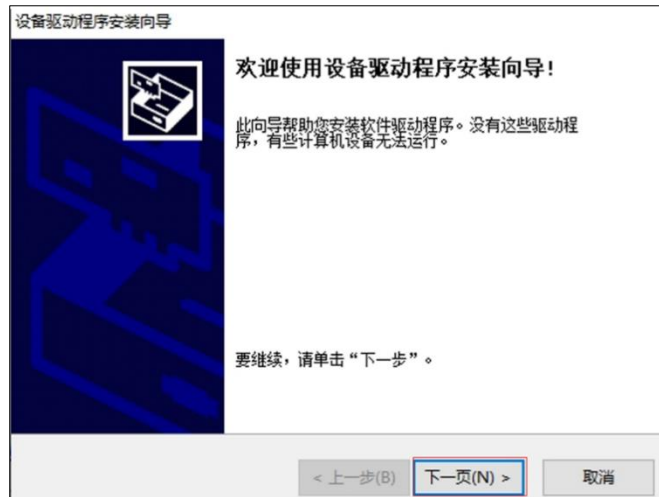 设备驱动程序安装向导
欢迎使用设备驱动程序安装向导!
此向导帮助您安装软件驱动程序。没有这些驱动程
序，有些计算机设备无法运行。
要继续，请单击“下一步”。
< 上一步(B) 下一页(N) > 取消